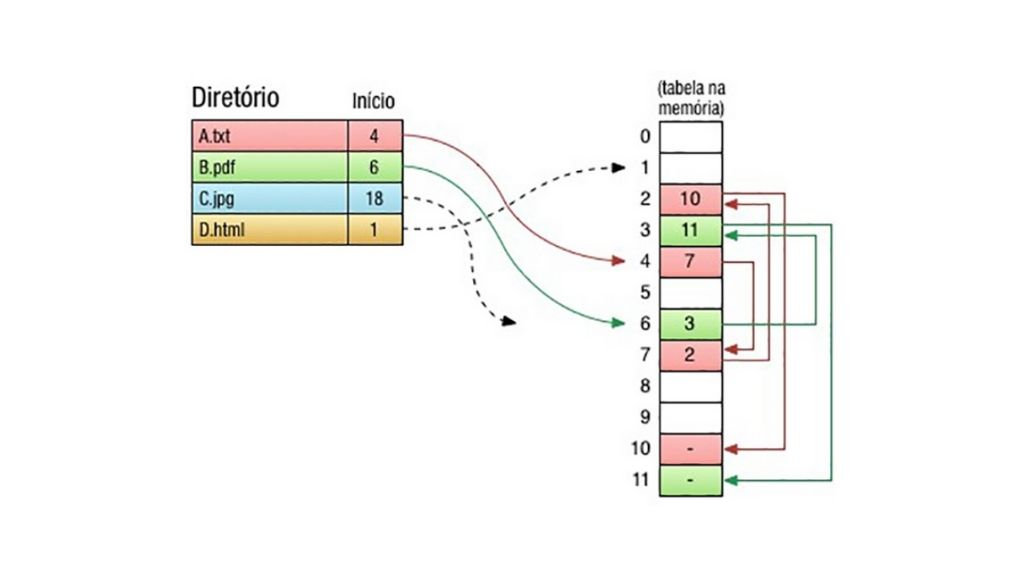 Diretório Início
A.txt 4
B.pdf 6
C.jpg 18
D.html 1
(tabela na
memória)
0
1
2 10
3 11
4 7
5
6 3
7 2
8
9
10 -
11 -